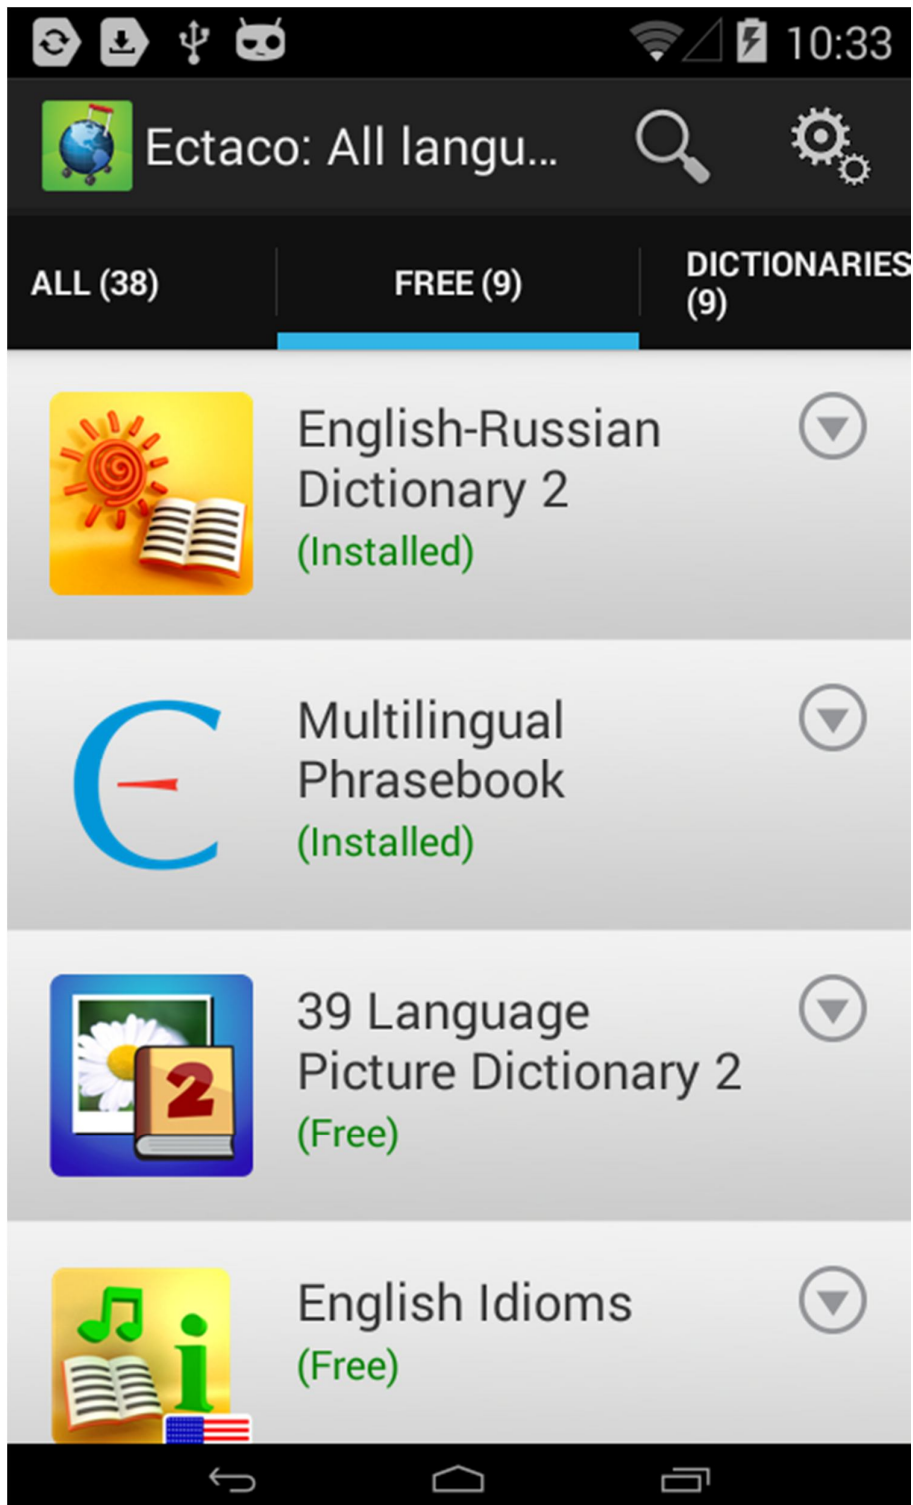 10:33
Ectaco: All langu...
ALL (38)
FREE (9)
DICTIONARIES
(9)
English-Russian
Dictionary 2
(Installed)
Multilingual
Phrasebook
(Installed)
2
39 Language
Picture Dictionary 2
(Free)
i
English Idioms
(Free)